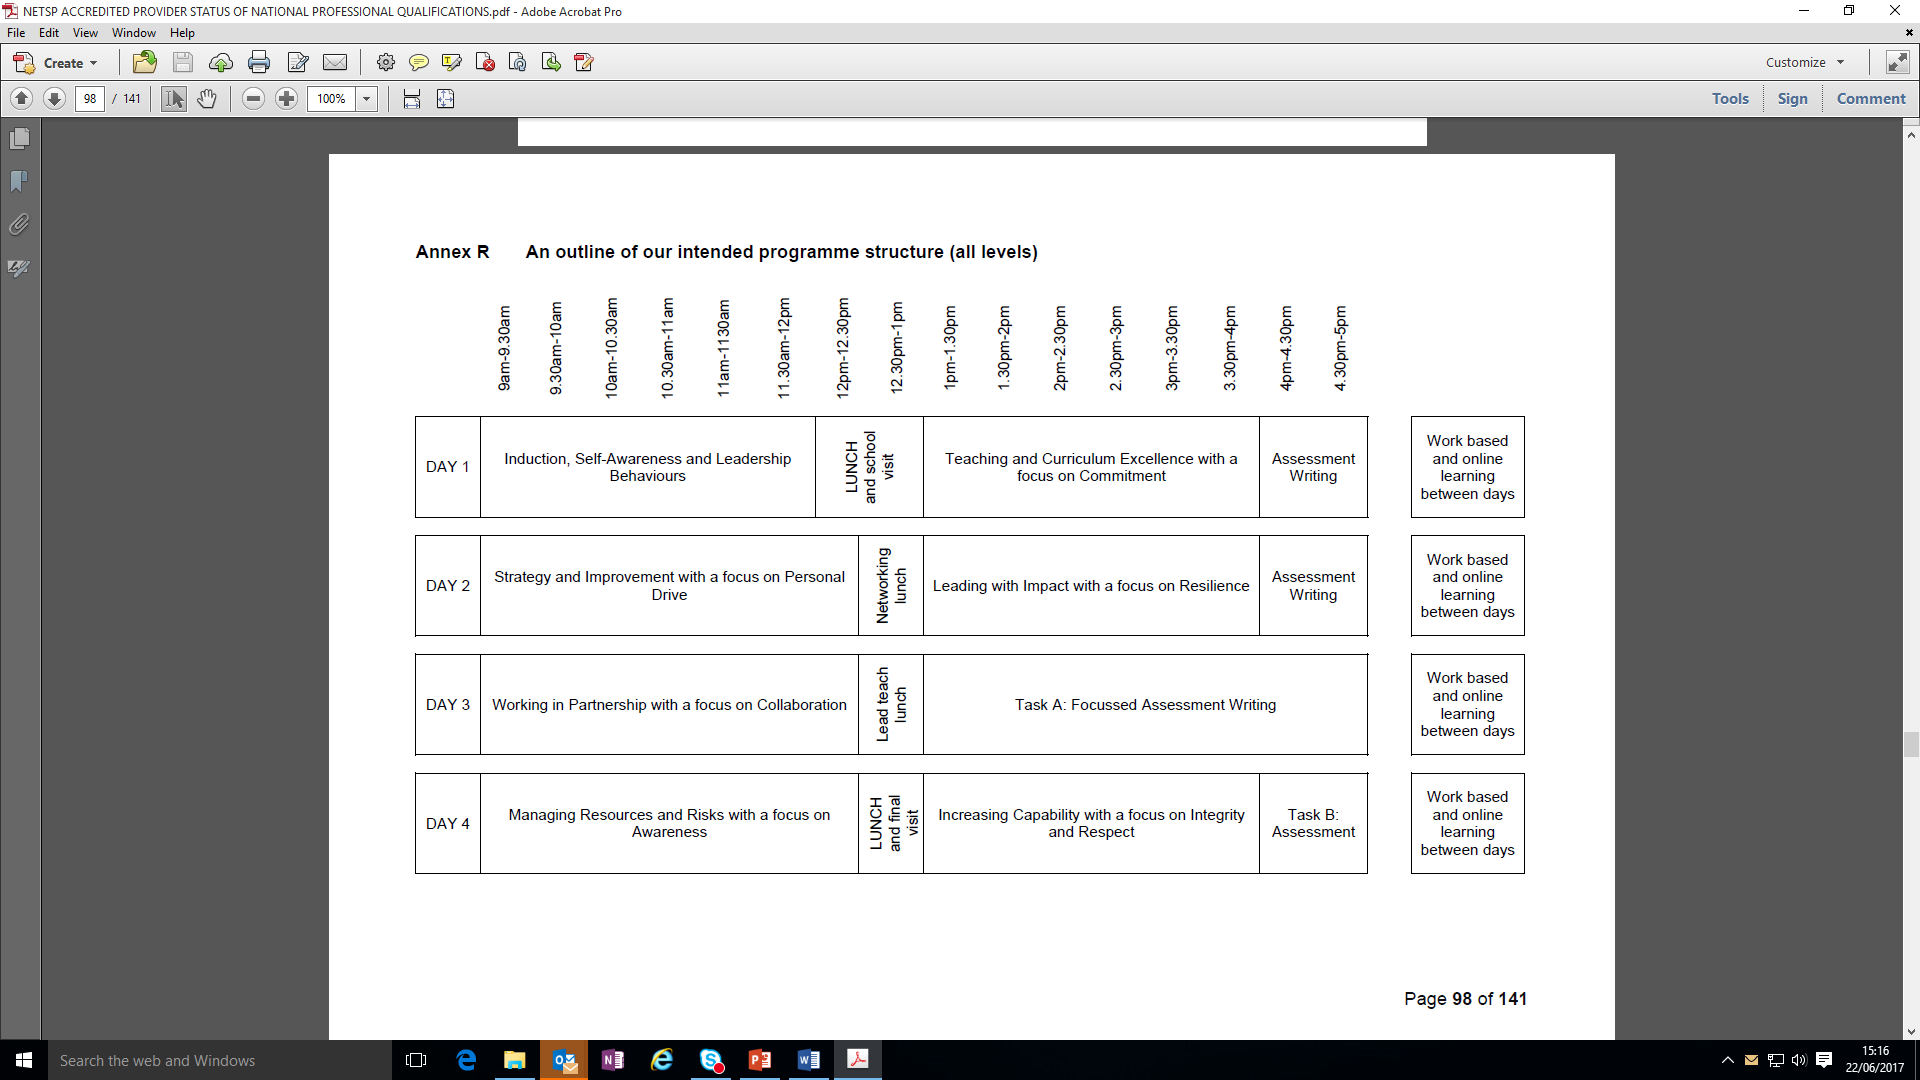 NETSP ACCREDITED PROVIDER STATUS OF NATIONAL PROFESSIONAL QUALIFICATIONS.pdf - Adobe Acrobat Pro
File Edit View Window Help
Create
Customize
98 / 141
100%
Tools Sign Comment
Annex R An outline of our intended programme structure (all levels)
9am-9.30am
9.30am-10am
10am-10.30am
10.30am-11am
11am-1130am
11.30am-12pm
12pm-12.30pm
12.30pm-1pm
1pm-1.30pm
1.30pm-2pm
2pm-2.30pm
2.30pm-3pm
3pm-3.30pm
3.30pm-4pm
4pm-4.30pm
4.30pm-5pm
DAY 1
Induction, Self-Awareness and Leadership
Behaviours
LUNCH
and school
visit
Teaching and Curriculum Excellence with a
focus on Commitment
Assessment
Writing
Work based
and online
learning
between days
DAY 2
Strategy and Improvement with a focus on Personal
Drive
Networking
lunch
Leading with Impact with a focus on Resilience
Assessment
Writing
Work based
and online
learning
between days
DAY 3
Working in Partnership with a focus on Collaboration
Lead teach
lunch
Task A: Focussed Assessment Writing
Work based
and online
learning
between days
DAY 4
Managing Resources and Risks with a focus on
Awareness
LUNCH
and final
visit
Increasing Capability with a focus on Integrity
and Respect
Task B:
Assessment
Work based
and online
learning
between days
Page 98 of 141
Search the web and Windows
15:16
22/06/2017